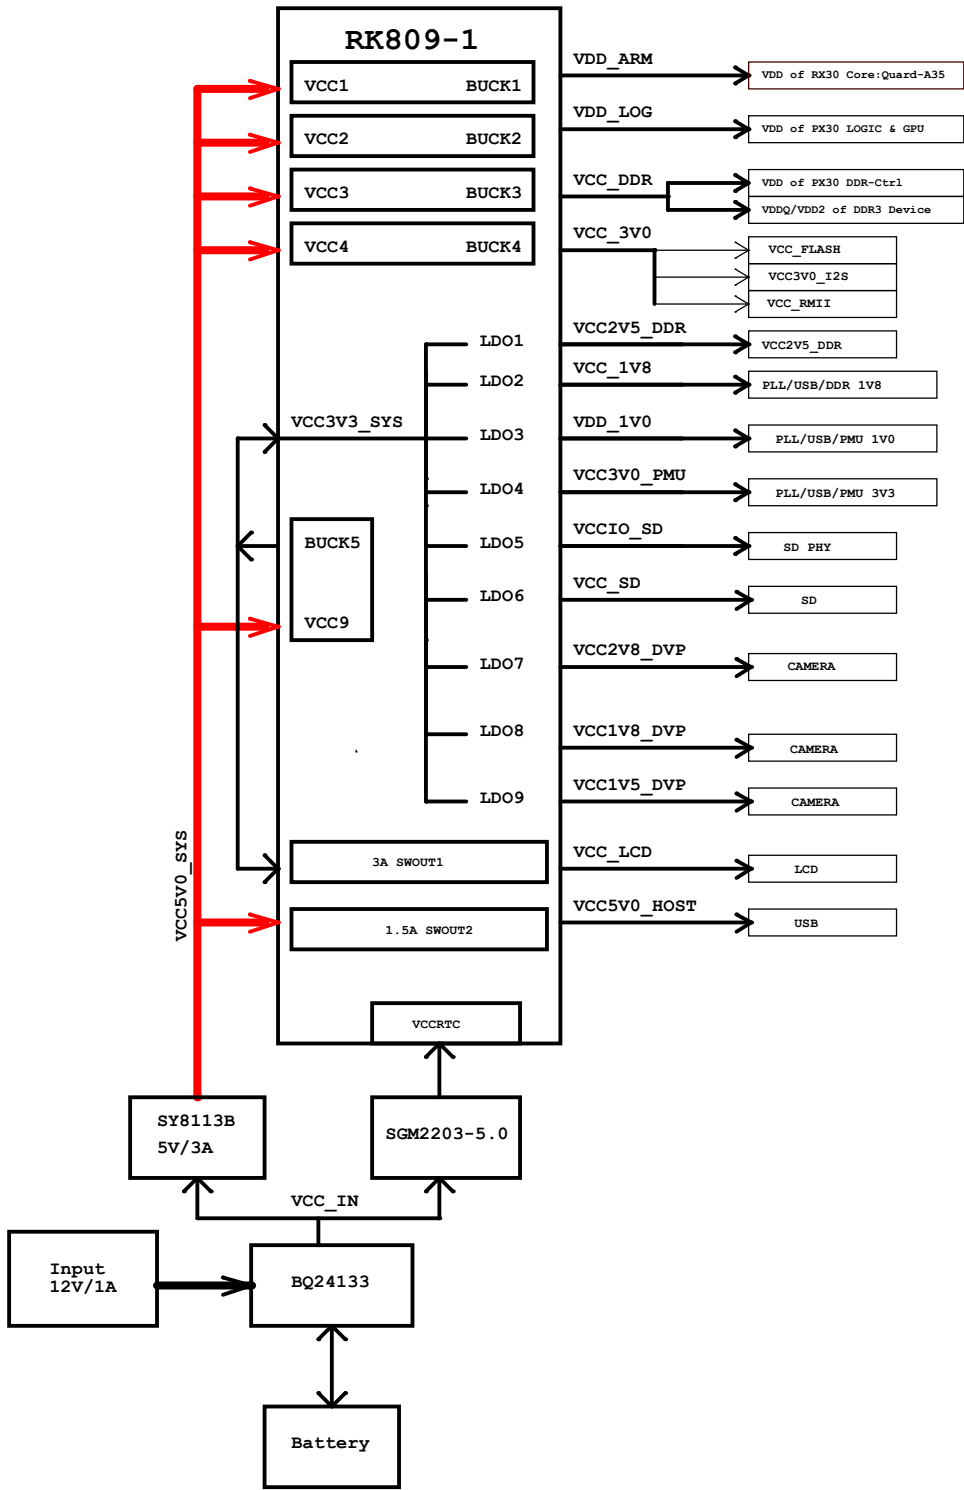 RK809-1
VCC1 BUCK1
VDD_ARM
VDD of RX30 Core:Quard-A35
VCC2 BUCK2
VDD_LOG
VDD of PX30 LOGIC & GPU
VCC3 BUCK3
VCC_DDR
VDD of PX30 DDR-Ctrl
VDDQ/VDD2 of DDR3 Device
VCC4 BUCK4
VCC_3V0
VCC_FLASH
VCC3V0_I2S
VCC_RMII
LDO1
VCC2V5_DDR
VCC2V5_DDR
LDO2
VCC_1V8
PLL/USB/DDR 1V8
VCC3V3_SYS
LDO3
VDD_1V0
PLL/USB/PMU 1V0
LDO4
VCC3V0_PMU
PLL/USB/PMU 3V3
BUCK5
LDO5
VCCIO_SD
SD PHY
LDO6
VCC_SD
SD
VCC9
LDO7
VCC2V8_DVP
CAMERA
LDO8
VCC1V8_DVP
CAMERA
LDO9
VCC1V5_DVP
CAMERA
3A SWOUT1
VCC_LCD
LCD
VCC5V0_SYS
1.5A SWOUT2
VCC5V0_HOST
USB
VCCRTC
SY8113B
5V/3A
SGM2203-5.0
VCC_IN
Input
12V/1A
BQ24133
Battery